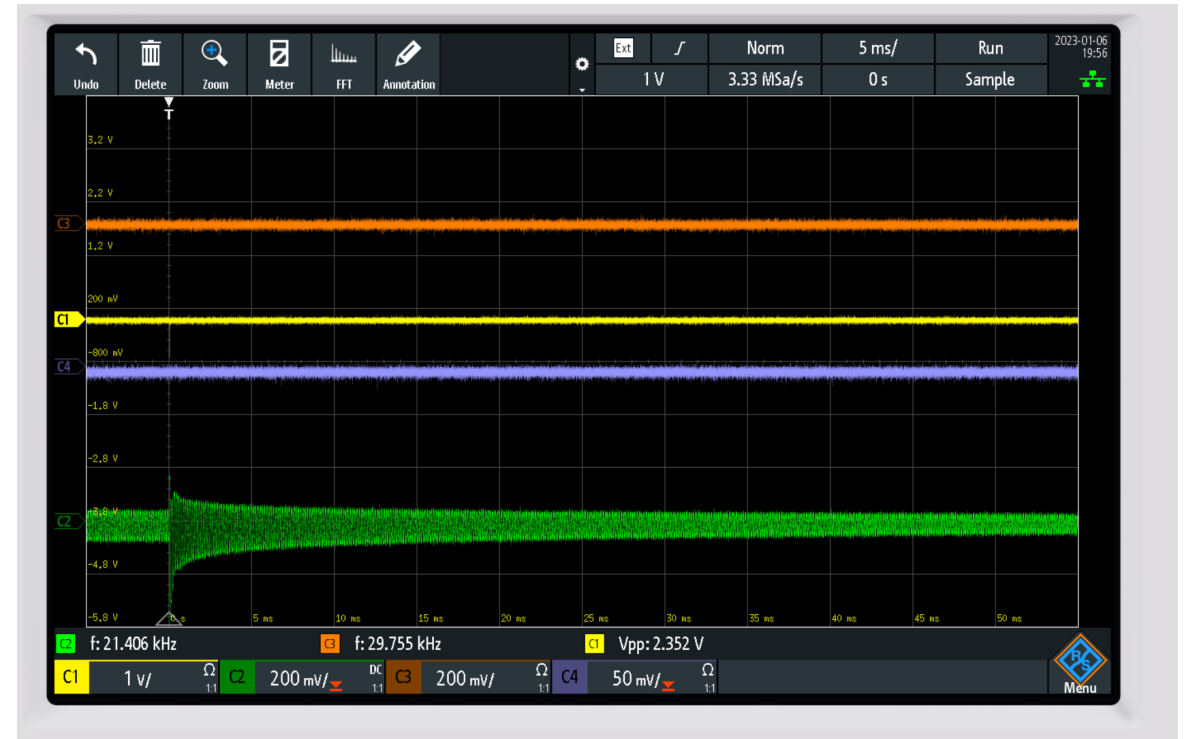 Undo
Delete
Zoom
Meter
FFT
Annotation
Ext
Norm
5 ms/
Run
2023-01-06
19:56
1 V
3.33 MSa/s
0 s
Sample
T
3.2 V
2.2 V
C3
1.2 V
200 mV
C1
-800 mV
C4
-1.8 V
-2.8 V
-3.8 V
C2
-4.8 V
-5.8 V
0 s
5 ms
10 ms
15 ms
20 ms
25 ms
30 ms
35 ms
40 ms
45 ms
50 ms
C2 f: 21.406 kHz
C3 f: 29.755 kHz
C1 Vpp: 2.352 V
C1 1 V/ Ω 1:1
C2 200 mV/ DC 1:1
C3 200 mV/ Ω 1:1
C4 50 mV/ Ω 1:1
R&S
Menu